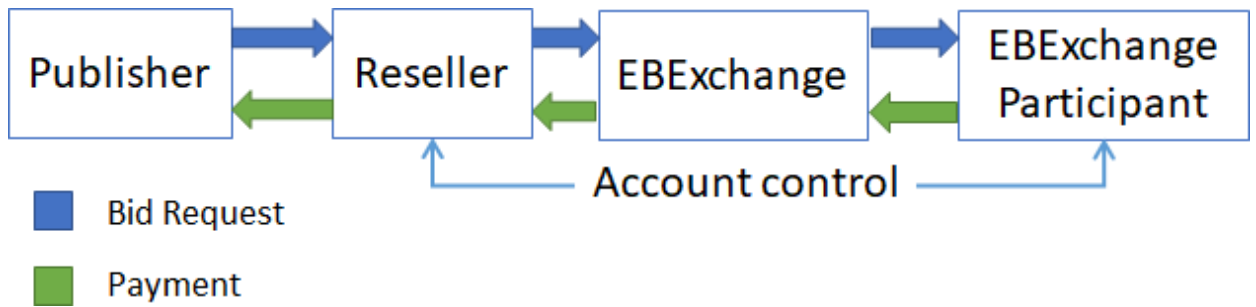 Publisher
Reseller
EBExchange
EBExchange
Participant
Account control
Bid Request
Payment